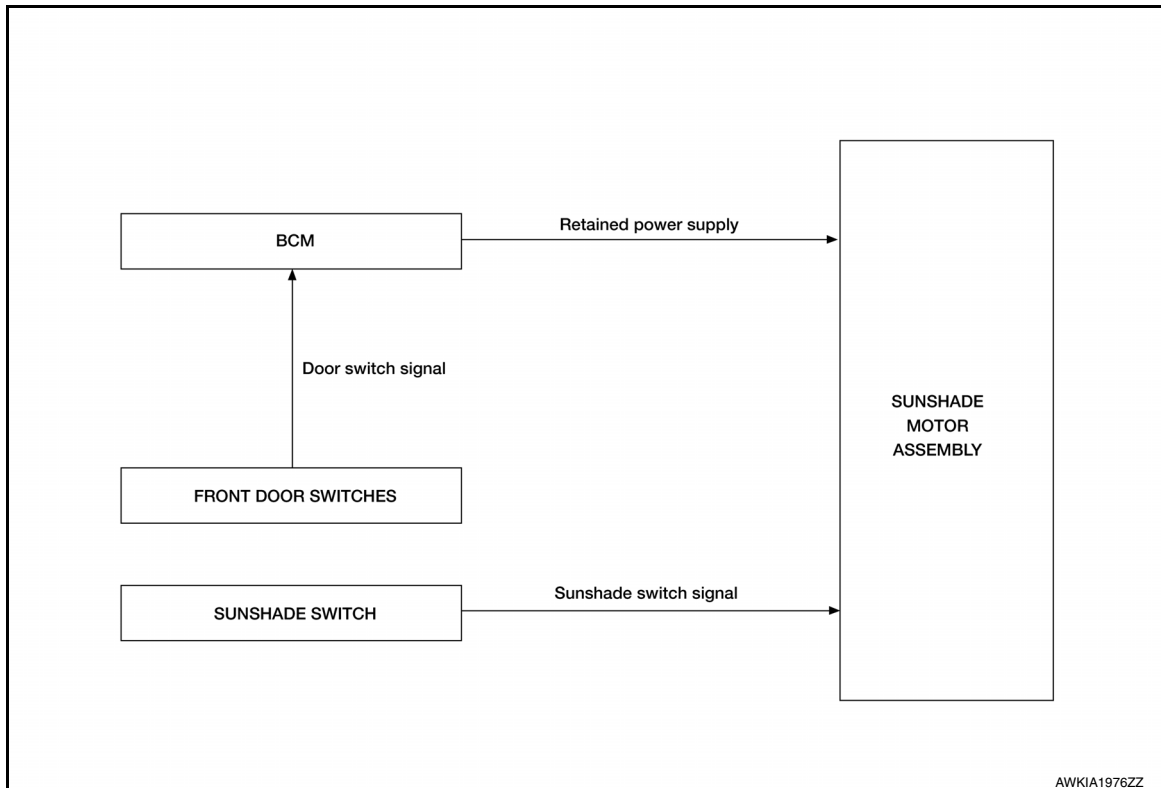 BCM
Retained power supply
Door switch signal
FRONT DOOR SWITCHES
SUNSHADE SWITCH
Sunshade switch signal
SUNSHADE
MOTOR
ASSEMBLY
AWKIA1976ZZ